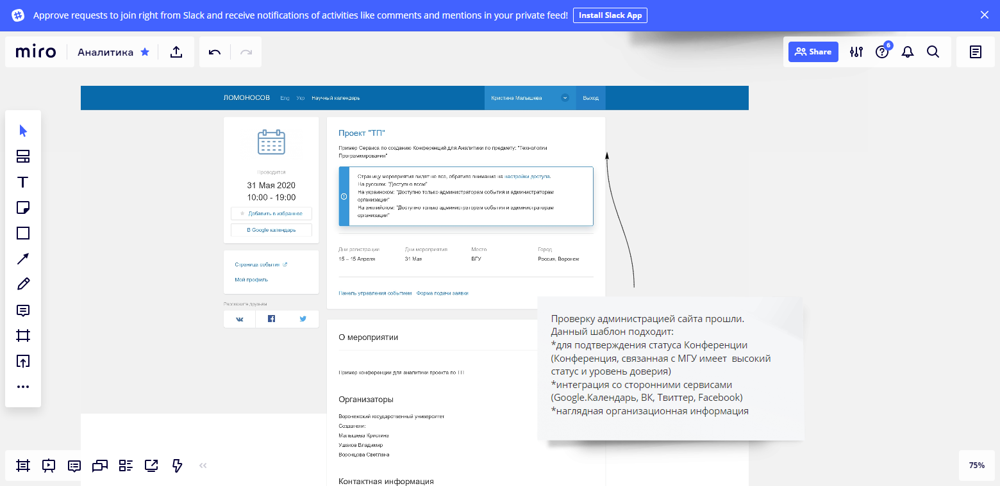 Approve requests to join right from Slack and receive notifications of activities like comments and mentions in your private feed! Install Slack App
miro
Аналитика
Share
6
ЛОМОНОСОВ Eng Укр Научный календарь
Кристина Малышева
Выход
Проводится
31 Мая 2020
10:00 - 19:00
Добавить в избранное
В Google календарь
Страница события
Мой профиль
Расскажите друзьям
Проект "ТП"
Пример Сервиса по созданию Конференций для Аналитики по предмету: "Технологии
Программирования"
Страницу мероприятия видят не все, обратите внимание на настройки доступа.
На русском: "Доступно всем"
На украинском: "Доступно только администраторам события и администраторам
организации"
На английском: "Доступно только администраторам события и администраторам
организации"
Дни регистрации Дни мероприятия Место Город
15 – 15 Апреля 31 Мая ВГУ Россия, Воронеж
Панель управления событием Форма подачи заявки
О мероприятии
Пример конференции для аналитики проекта по ТП
Организаторы
Воронежский государственный университет
Создатели:
Малышева Кристина
Ушаков Владимир
Воронцова Светлана
Контактная информация
Проверку администрацией сайта прошли.
Данный шаблон подходит:
*для подтверждения статуса Конференции
(Конференция, связанная с МГУ имеет высокий
статус и уровень доверия)
*интеграция со сторонними сервисами
(Google.Календарь, ВК, Твиттер, Facebook)
*наглядная организационная информация
75%